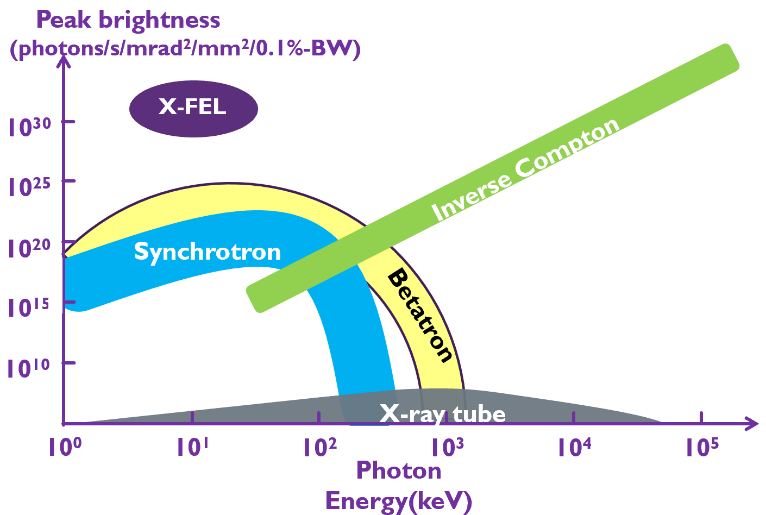 Peak brightness
(photons/s/mrad²/mm²/0.1%-BW)
X-FEL
10³⁰
Inverse Compton
10²⁵
10²⁰
Synchrotron
Betatron
10¹⁵
10¹⁰
X-ray tube
10⁰ 10¹ 10² 10³ 10⁴ 10⁵
Photon
Energy(keV)